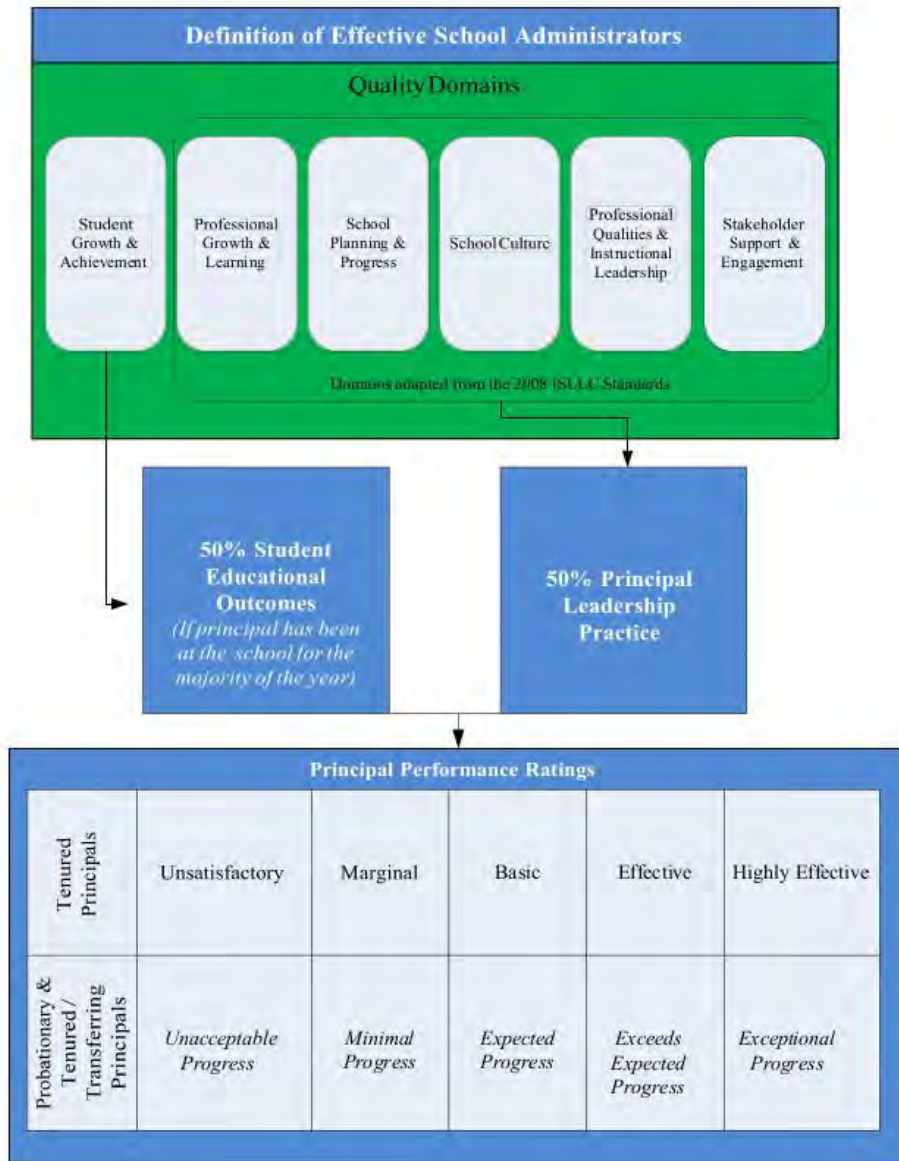 Definition of Effective School Administrators
Quality Domains
Student
Growth &
Achievement
Professional
Growth &
Learning
School
Planning &
Progress
School Culture
Professional
Qualities &
Instructional
Leadership
Stakeholder
Support &
Engagement
Domains adapted from the 2008 ISLLC Standards
50% Student
Educational
Outcomes
(If principal has been
at the school for the
majority of the year)
50% Principal
Leadership
Practice
Principal Performance Ratings
Tenured
Principals
Unsatisfactory
Marginal
Basic
Effective
Highly Effective
Probationary &
Tenured /
Transferring
Principals
Unacceptable
Progress
Minimal
Progress
Expected
Progress
Exceeds
Expected
Progress
Exceptional
Progress